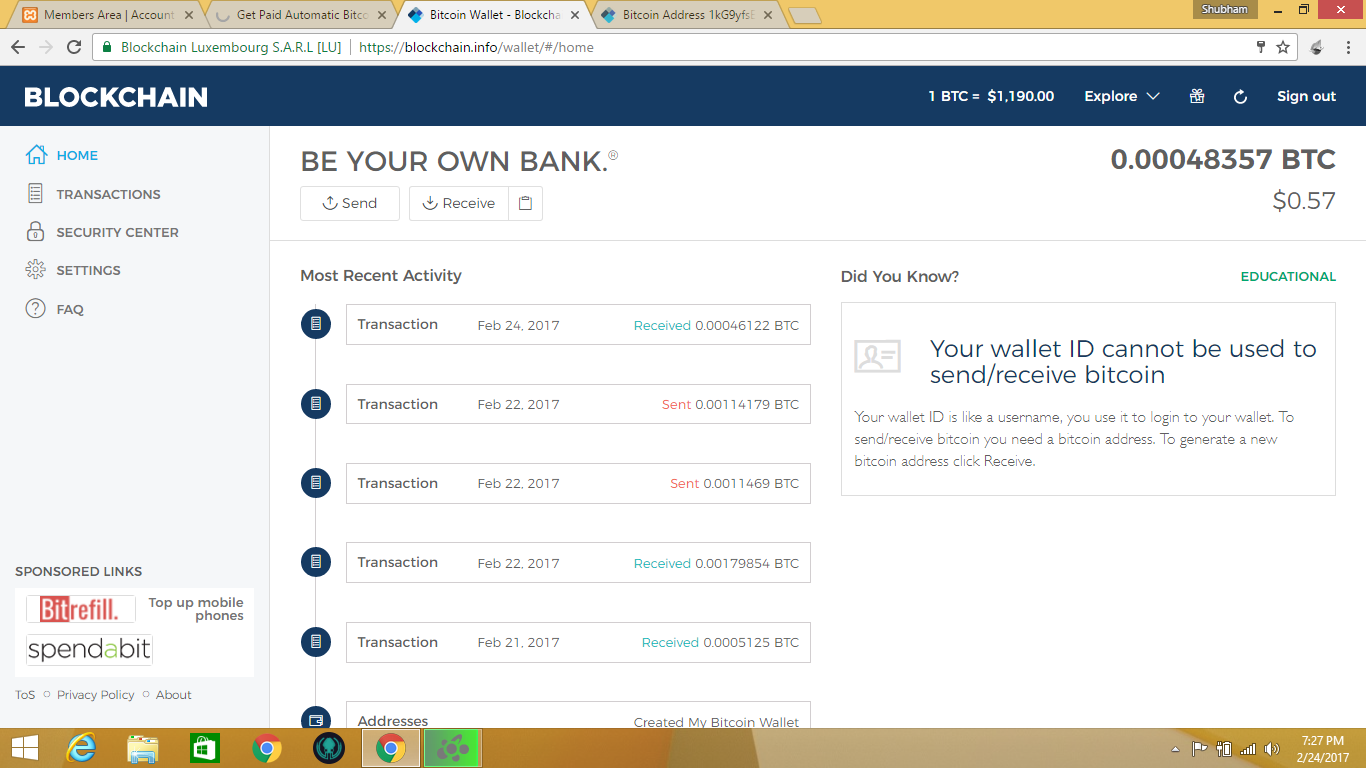 Members Area | Account
Get Paid Automatic Bitco
Bitcoin Wallet - Blockcha
Bitcoin Address 1kG9yfsE
Shubham
Blockchain Luxembourg S.A.R.L [LU]
https://blockchain.info/wallet/#/home
BLOCKCHAIN
1 BTC = $1,190.00
Explore
Sign out
HOME
TRANSACTIONS
SECURITY CENTER
SETTINGS
FAQ
SPONSORED LINKS
Bitrefill.
Top up mobile
phones
spendabit
ToS
Privacy Policy
About
BE YOUR OWN BANK.®
0.00048357 BTC
$0.57
Send
Receive
Most Recent Activity
Transaction Feb 24, 2017 Received 0.00046122 BTC
Transaction Feb 22, 2017 Sent 0.00114179 BTC
Transaction Feb 22, 2017 Sent 0.0011469 BTC
Transaction Feb 22, 2017 Received 0.00179854 BTC
Transaction Feb 21, 2017 Received 0.0005125 BTC
Addresses Created My Bitcoin Wallet
Did You Know?
EDUCATIONAL
Your wallet ID cannot be used to
send/receive bitcoin
Your wallet ID is like a username, you use it to login to your wallet. To
send/receive bitcoin you need a bitcoin address. To generate a new
bitcoin address click Receive.
7:27 PM
2/24/2017